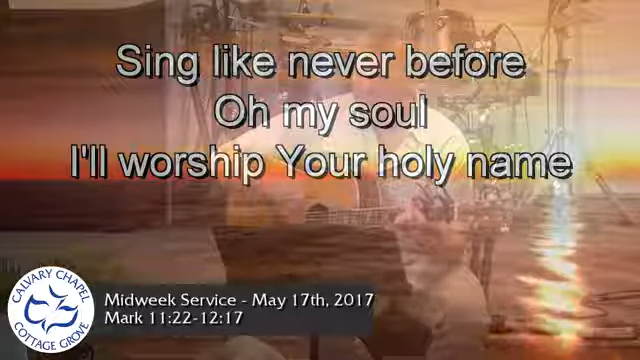 Sing like never before
Oh my soul
I'll worship Your holy name
CALVARY CHAPEL
COTTAGE GROVE
Midweek Service - May 17th, 2017
Mark 11:22-12:17